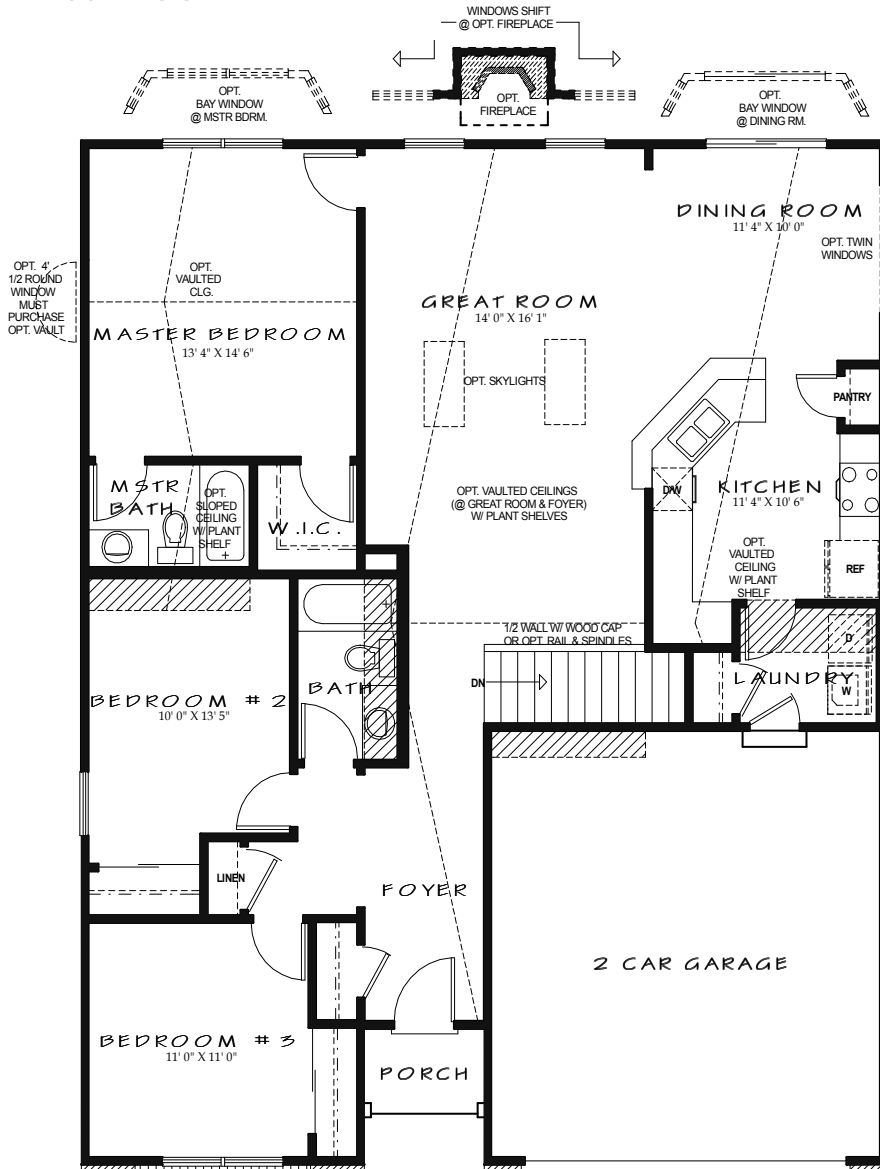 WINDOWS SHIFT
@ OPT. FIREPLACE
OPT.
BAY WINDOW
@ MSTR BDRM.
OPT.
FIREPLACE
OPT.
BAY WINDOW
@ DINING RM.
DINING ROOM
11' 4" X 10' 0"
OPT. TWIN
WINDOWS
OPT. 4'
1/2 ROUND
WINDOW
MUST
PURCHASE
OPT. VAULT
OPT.
VAULTED
CLG.
MASTER BEDROOM
13' 4" X 14' 6"
GREAT ROOM
14' 0" X 16' 1"
OPT. SKYLIGHTS
PANTRY
MSTR
BATH
OPT.
SLOPED
CEILING
W/ PLANT
SHELF
W.I.C.
OPT. VAULTED CEILINGS
(@ GREAT ROOM & FOYER)
W/ PLANT SHELVES
D/W
KITCHEN
11' 4" X 10' 6"
OPT.
VAULTED
CEILING
W/ PLANT
SHELF
REF
1/2 WALL W/ WOOD CAP
OR OPT. RAIL & SPINDLES
DN
D
LAUNDRY
W
BATH
BEDROOM # 2
10' 0" X 13' 5"
LINEN
FOYER
2 CAR GARAGE
BEDROOM # 3
11' 0" X 11' 0"
PORCH